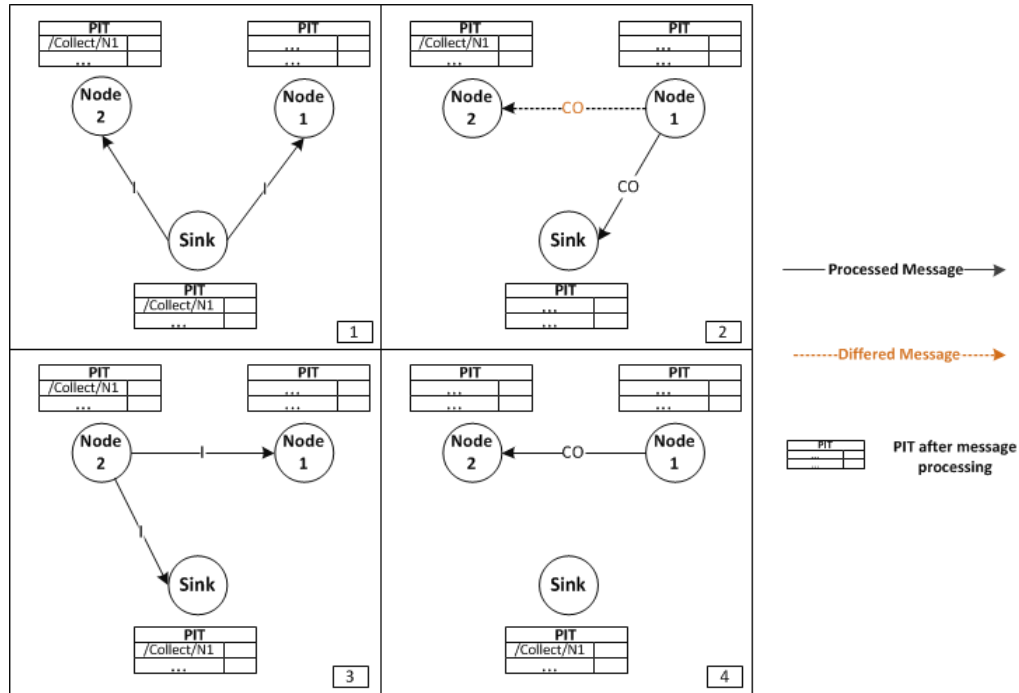 PIT
/Collect/N1
...
PIT
...
...
Node
2
Node
1
I
I
Sink
PIT
/Collect/N1
...
1
PIT
/Collect/N1
...
PIT
...
...
Node
2
CO
Node
1
CO
Sink
PIT
...
...
2
PIT
/Collect/N1
...
PIT
...
...
Node
2
I
Node
1
I
Sink
PIT
/Collect/N1
...
3
PIT
...
...
PIT
...
...
Node
2
CO
Node
1
Sink
PIT
/Collect/N1
...
4
Processed Message
Differed Message
PIT
...
...
PIT after message
processing